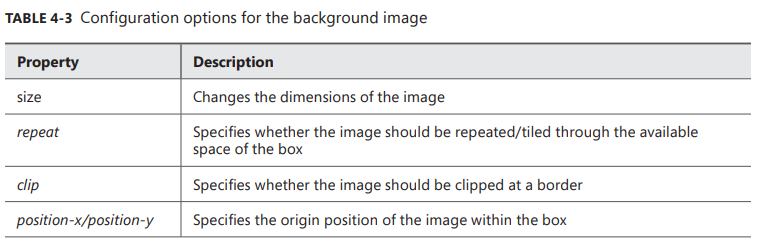 TABLE 4-3 Configuration options for the background image
Property Description
size Changes the dimensions of the image
repeat Specifies whether the image should be repeated/tiled through the available
space of the box
clip Specifies whether the image should be clipped at a border
position-x/position-y Specifies the origin position of the image within the box